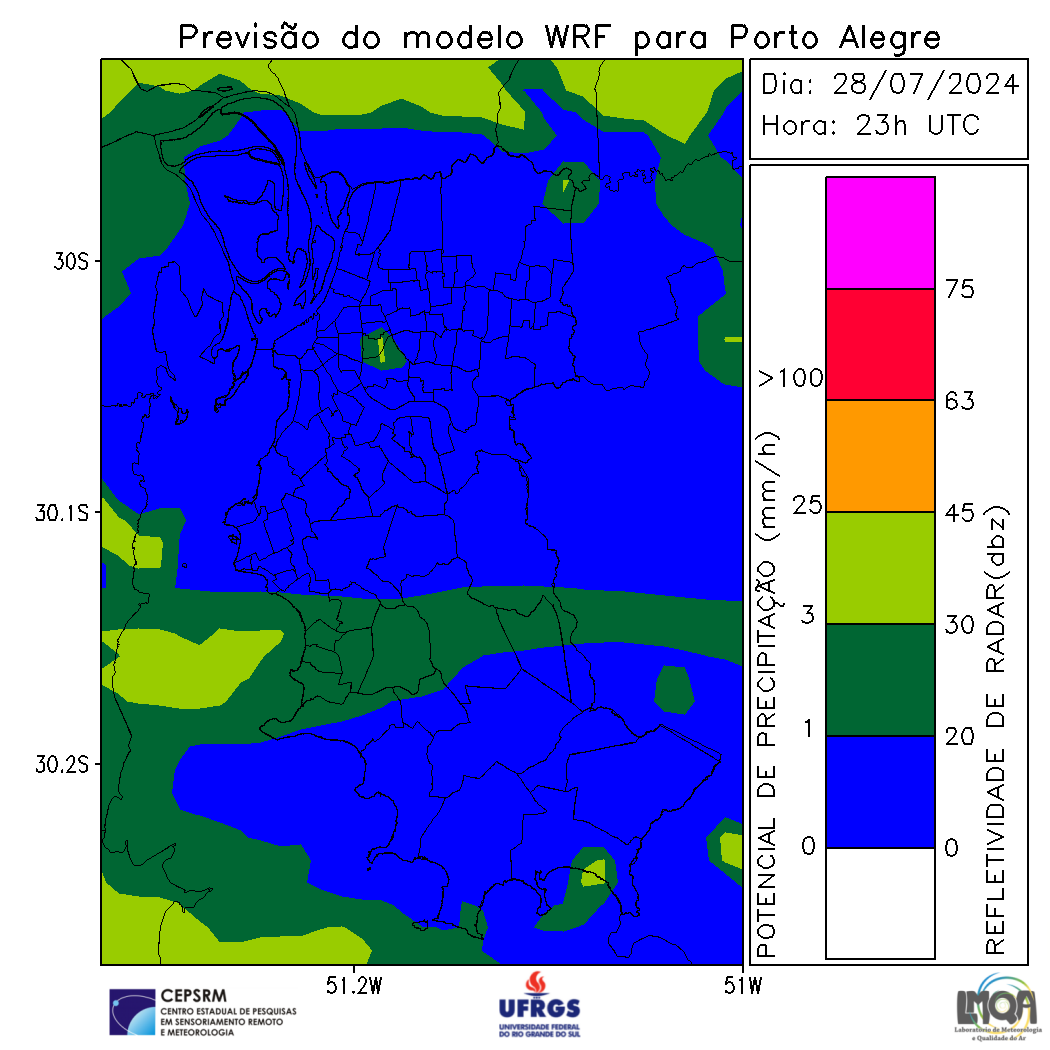 Previsão do modelo WRF para Porto Alegre
Dia: 28/07/2024
Hora: 23h UTC
30S
30.1S
30.2S
51.2W
51W
POTENCIAL DE PRECIPITAÇÃO (mm/h)
>100
25
3
1
0
75
63
45
30
20
0
REFLETIVIDADE DE RADAR(dbz)
CEPSRM
CENTRO ESTADUAL DE PESQUISAS
EM SENSORIAMENTO REMOTO
E METEOROLOGIA
UFRGS
UNIVERSIDADE FEDERAL
DO RIO GRANDE DO SUL
LMQA
Laboratório de Meteorologia
e Qualidade do Ar